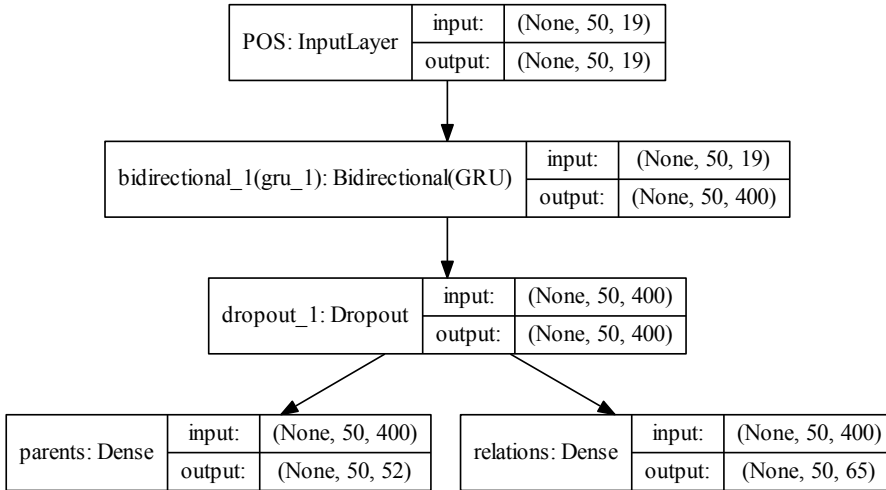 POS: InputLayer
input: (None, 50, 19)
output: (None, 50, 19)
bidirectional_1(gru_1): Bidirectional(GRU)
input: (None, 50, 19)
output: (None, 50, 400)
dropout_1: Dropout
input: (None, 50, 400)
output: (None, 50, 400)
parents: Dense
input: (None, 50, 400)
output: (None, 50, 52)
relations: Dense
input: (None, 50, 400)
output: (None, 50, 65)